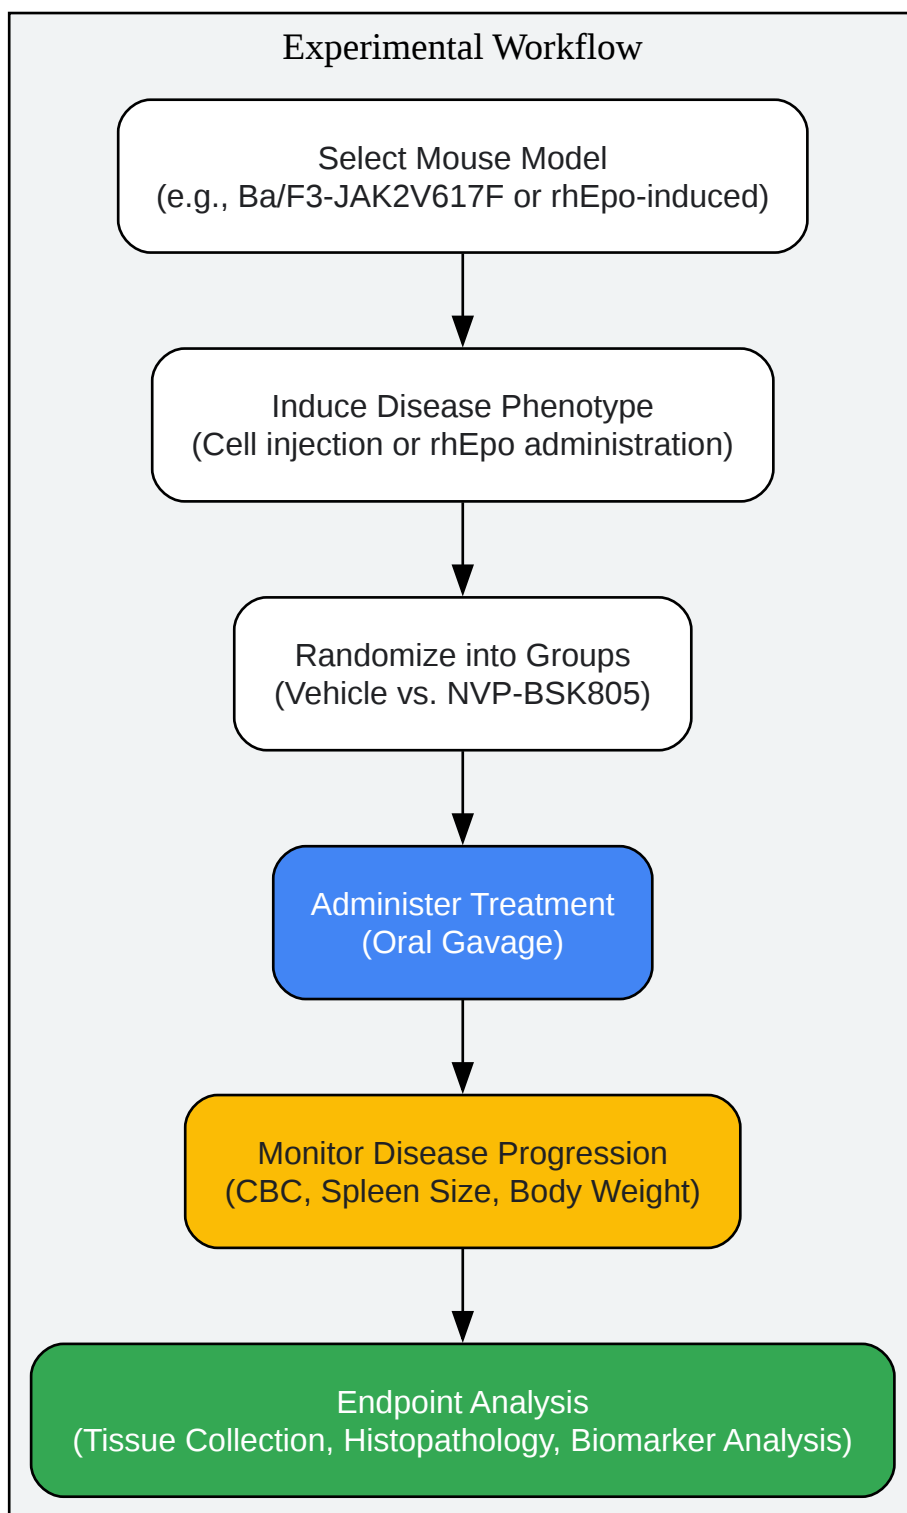 Experimental Workflow
Select Mouse Model
(e.g., Ba/F3-JAK2V617F or rhEpo-induced)
Induce Disease Phenotype
(Cell injection or rhEpo administration)
Randomize into Groups
(Vehicle vs. NVP-BSK805)
Administer Treatment
(Oral Gavage)
Monitor Disease Progression
(CBC, Spleen Size, Body Weight)
Endpoint Analysis
(Tissue Collection, Histopathology, Biomarker Analysis)